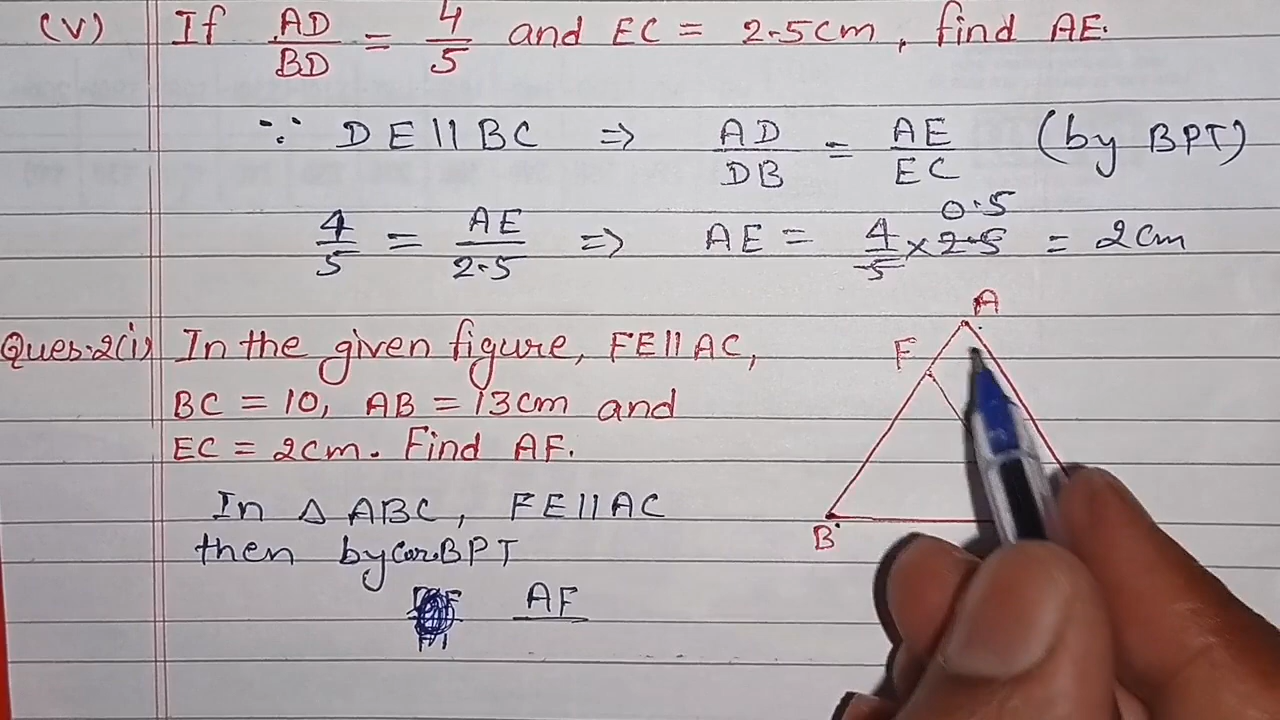 (V) If AD/BD = 4/5 and EC = 2.5cm, find AE.
∵ DE || BC ⇒ AD/DB = AE/EC (by BPT)
4/5 = AE/2.5 ⇒ AE = 4/5 × 2.5 = 2cm
0.5
Ques.2(i) In the given figure, FE || AC,
BC = 10, AB = 13cm and
EC = 2cm. Find AF.
In △ ABC, FE || AC
then by Cor. BPT
AF
A
F
B